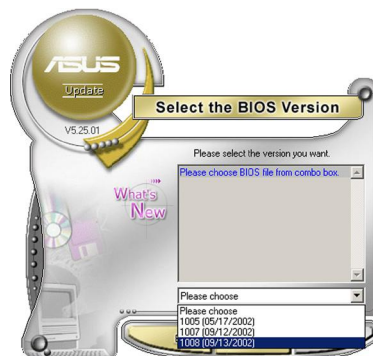 ASUS
Update
V5.25.01
Select the BIOS Version
Please select the version you want.
Please choose BIOS file from combo box.
What's
New
Please choose
Please choose
1005 (05/17/2002)
1007 (09/12/2002)
1008 (09/13/2002)